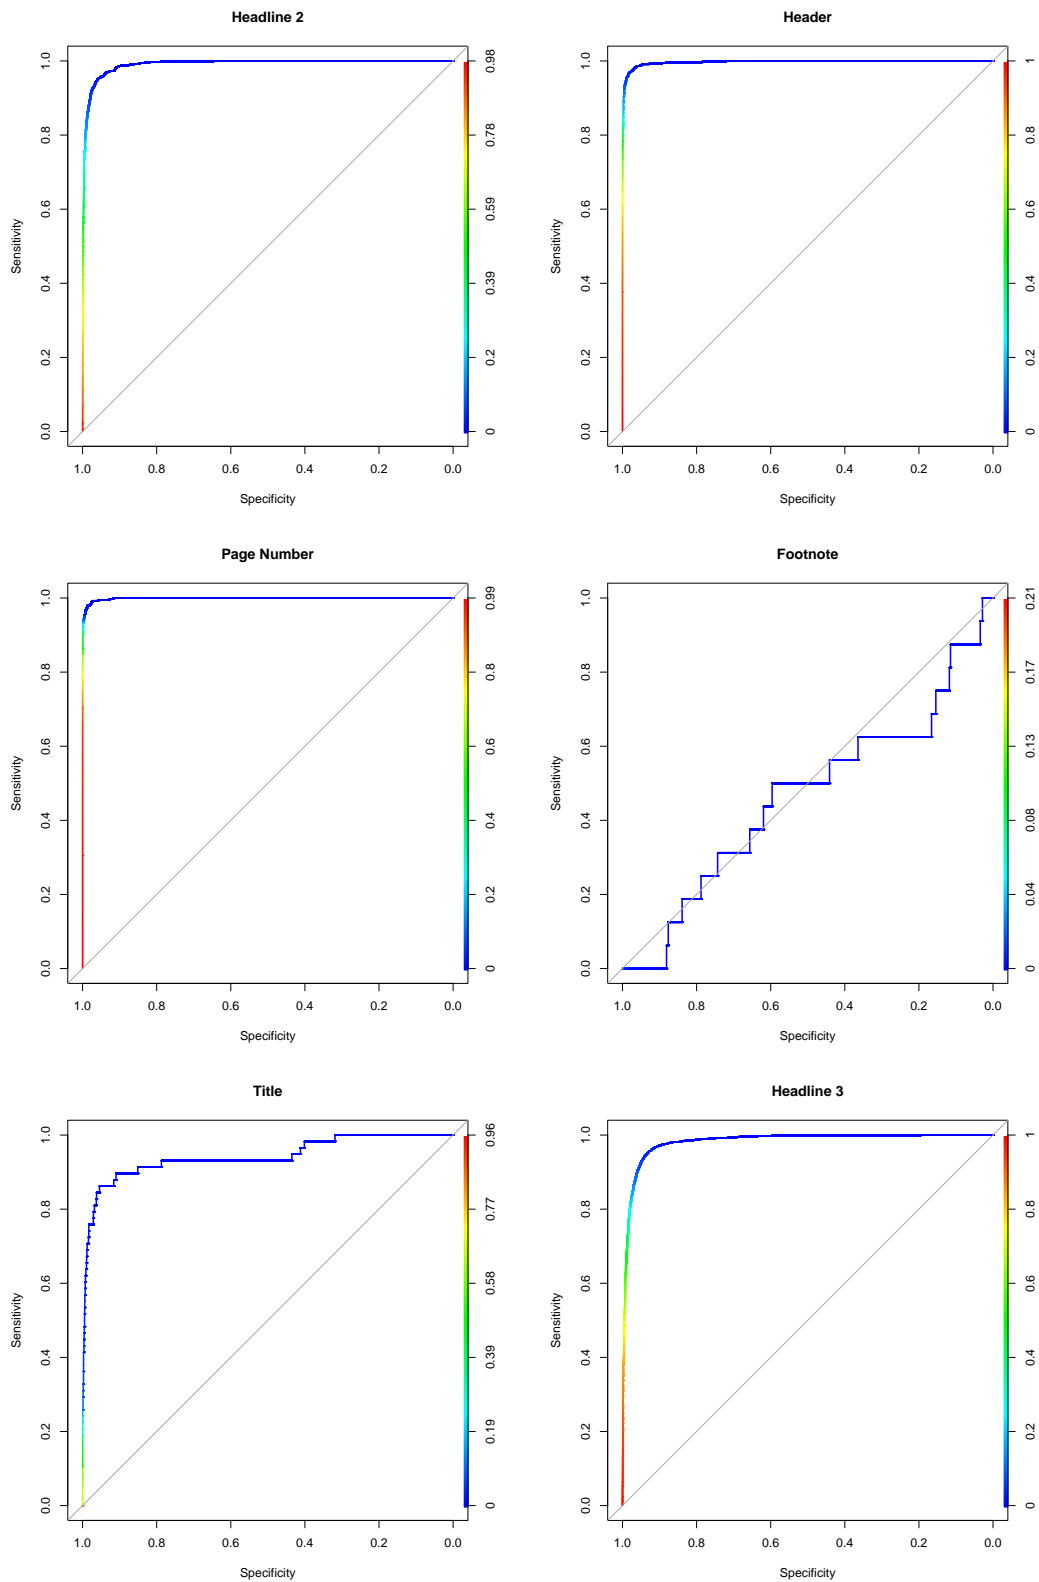 Headline 2
Sensitivity
0.0 0.2 0.4 0.6 0.8 1.0
1.0 0.8 0.6 0.4 0.2 0.0
Specificity
0 0.2 0.39 0.59 0.78 0.98
Header
Sensitivity
0.0 0.2 0.4 0.6 0.8 1.0
1.0 0.8 0.6 0.4 0.2 0.0
Specificity
0 0.2 0.4 0.6 0.8 1
Page Number
Sensitivity
0.0 0.2 0.4 0.6 0.8 1.0
1.0 0.8 0.6 0.4 0.2 0.0
Specificity
0 0.2 0.4 0.6 0.8 0.99
Footnote
Sensitivity
0.0 0.2 0.4 0.6 0.8 1.0
1.0 0.8 0.6 0.4 0.2 0.0
Specificity
0 0.04 0.08 0.13 0.17 0.21
Title
Sensitivity
0.0 0.2 0.4 0.6 0.8 1.0
1.0 0.8 0.6 0.4 0.2 0.0
Specificity
0 0.19 0.39 0.58 0.77 0.96
Headline 3
Sensitivity
0.0 0.2 0.4 0.6 0.8 1.0
1.0 0.8 0.6 0.4 0.2 0.0
Specificity
0 0.2 0.4 0.6 0.8 1